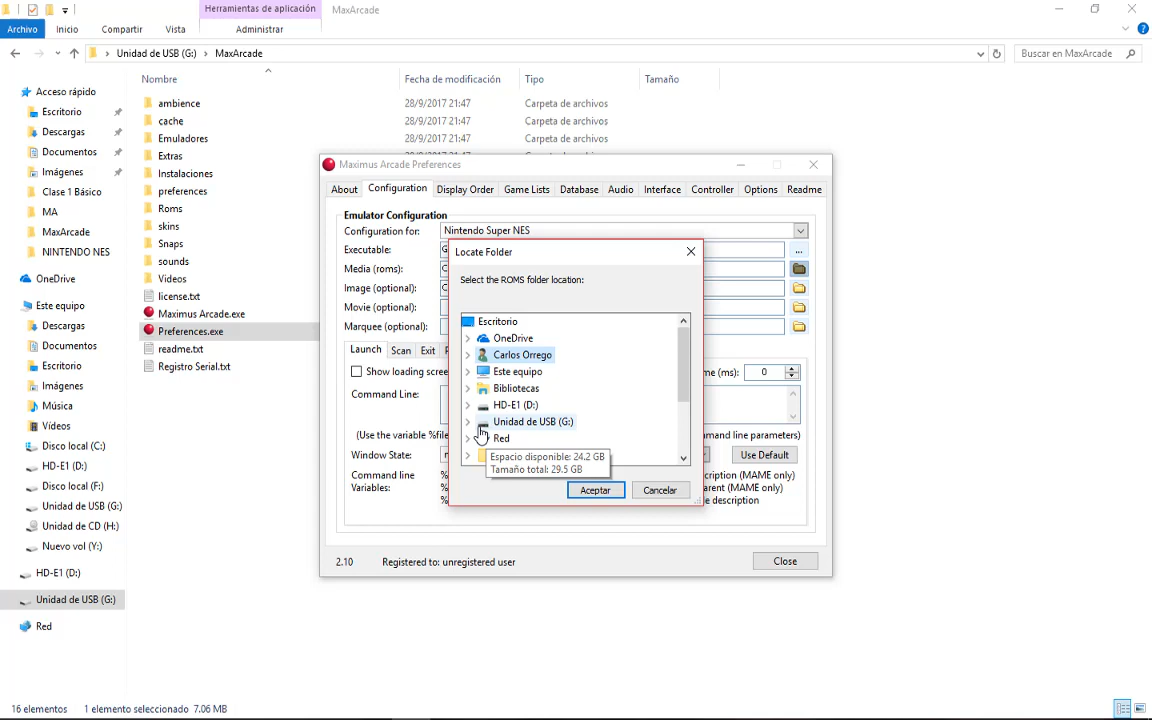 Herramientas de aplicación
MaxArcade
Archivo
Inicio
Compartir
Vista
Administrar
Unidad de USB (G:)
MaxArcade
Buscar en MaxArcade
Nombre
Fecha de modificación
Tipo
Tamaño
Acceso rápido
Escritorio
Descargas
Documentos
Imágenes
Clase 1 Básico
MA
MaxArcade
NINTENDO NES
OneDrive
Este equipo
Descargas
Documentos
Escritorio
Imágenes
Música
Vídeos
Disco local (C:)
HD-E1 (D:)
Disco local (F:)
Unidad de USB (G:)
Unidad de CD (H:)
Nuevo vol (Y:)
HD-E1 (D:)
Unidad de USB (G:)
Red
ambience 28/9/2017 21:47 Carpeta de archivos
cache 28/9/2017 21:47 Carpeta de archivos
Emuladores 28/9/2017 21:47 Carpeta de archivos
Extras
Instalaciones
preferences
Roms
skins
Snaps
sounds
Videos
license.txt
Maximus Arcade.exe
Preferences.exe
readme.txt
Registro Serial.txt
Maximus Arcade Preferences
About Configuration Display Order Game Lists Database Audio Interface Controller Options Readme
Emulator Configuration
Configuration for: Nintendo Super NES
Executable: ...
Media (roms):
Image (optional):
Movie (optional):
Marquee (optional):
Launch Scan Exit
Show loading scree
me (ms): 0
Command Line:
(Use the variable %file
mmand line parameters)
Window State:
Use Default
Command line
Variables:
cription (MAME only)
arent (MAME only)
e description
2.10 Registered to: unregistered user
Close
Locate Folder
Select the ROMS folder location:
Escritorio
OneDrive
Carlos Orrego
Este equipo
Bibliotecas
HD-E1 (D:)
Unidad de USB (G:)
Red
Espacio disponible: 24.2 GB
Tamaño total: 29.5 GB
Aceptar Cancelar
16 elementos 1 elemento seleccionado 7.06 MB